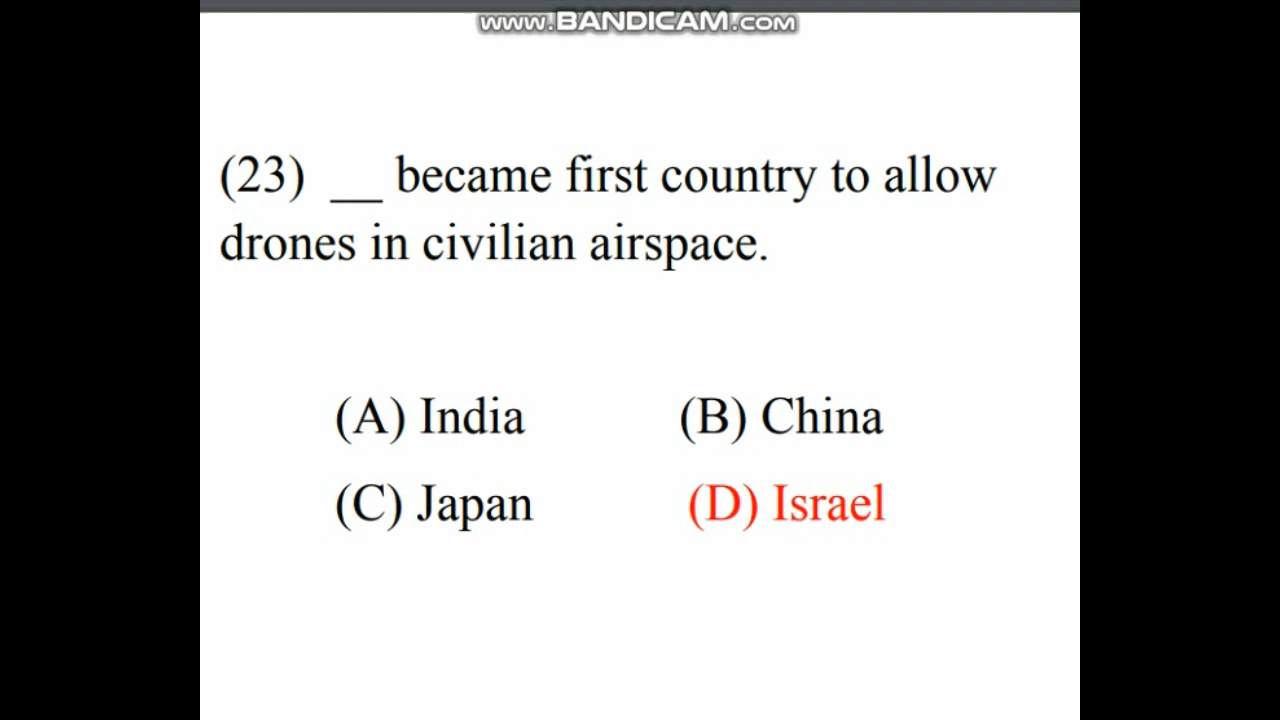 www.BANDICAM.com
(23) __ became first country to allow
drones in civilian airspace.
(A) India (B) China
(C) Japan (D) Israel